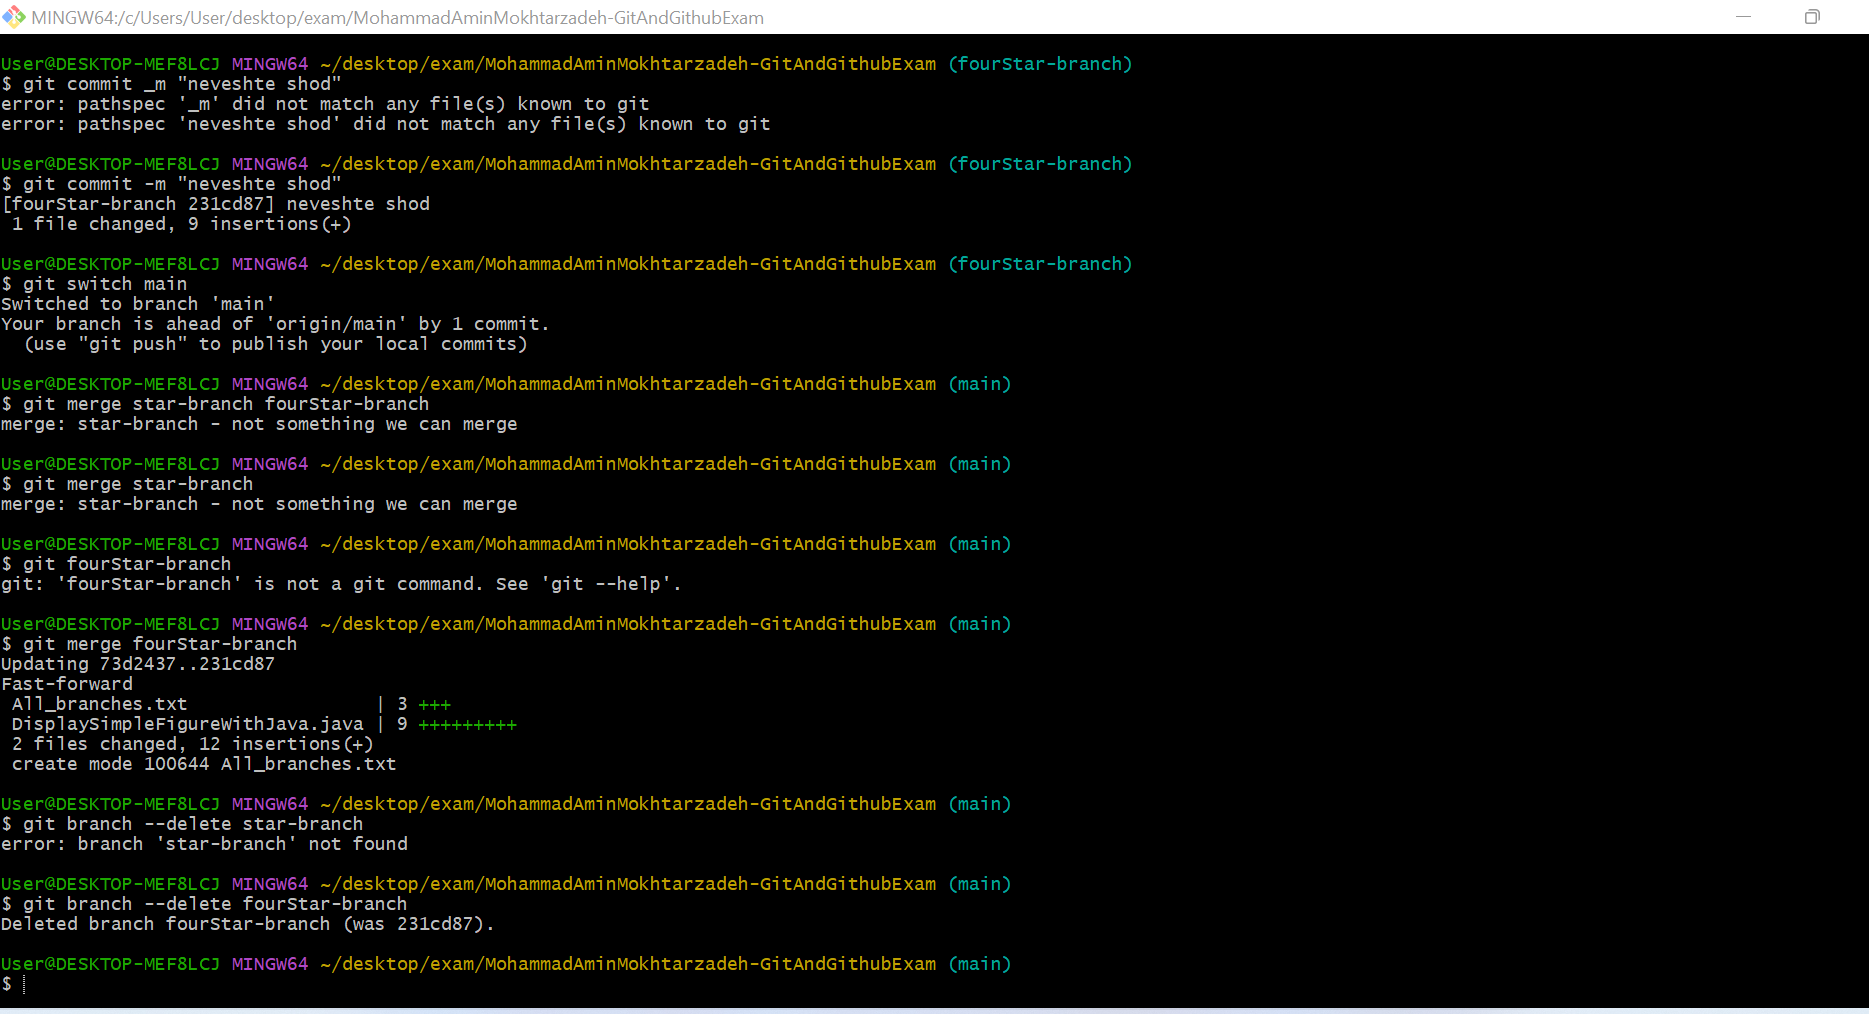 MINGW64:/c/Users/User/desktop/exam/MohammadAminMokhtarzadeh-GitAndGithubExam
User@DESKTOP-MEF8LCJ MINGW64 ~/desktop/exam/MohammadAminMokhtarzadeh-GitAndGithubExam (fourStar-branch)
$ git commit _m "neveshte shod"
error: pathspec '_m' did not match any file(s) known to git
error: pathspec 'neveshte shod' did not match any file(s) known to git
User@DESKTOP-MEF8LCJ MINGW64 ~/desktop/exam/MohammadAminMokhtarzadeh-GitAndGithubExam (fourStar-branch)
$ git commit -m "neveshte shod"
[fourStar-branch 231cd87] neveshte shod
1 file changed, 9 insertions(+)
User@DESKTOP-MEF8LCJ MINGW64 ~/desktop/exam/MohammadAminMokhtarzadeh-GitAndGithubExam (fourStar-branch)
$ git switch main
Switched to branch 'main'
Your branch is ahead of 'origin/main' by 1 commit.
(use "git push" to publish your local commits)
User@DESKTOP-MEF8LCJ MINGW64 ~/desktop/exam/MohammadAminMokhtarzadeh-GitAndGithubExam (main)
$ git merge star-branch fourStar-branch
merge: star-branch - not something we can merge
User@DESKTOP-MEF8LCJ MINGW64 ~/desktop/exam/MohammadAminMokhtarzadeh-GitAndGithubExam (main)
$ git merge star-branch
merge: star-branch - not something we can merge
User@DESKTOP-MEF8LCJ MINGW64 ~/desktop/exam/MohammadAminMokhtarzadeh-GitAndGithubExam (main)
$ git fourStar-branch
git: 'fourStar-branch' is not a git command. See 'git --help'.
User@DESKTOP-MEF8LCJ MINGW64 ~/desktop/exam/MohammadAminMokhtarzadeh-GitAndGithubExam (main)
$ git merge fourStar-branch
Updating 73d2437..231cd87
Fast-forward
All_branches.txt | 3 +++
DisplaySimpleFigureWithJava.java | 9 +++++++++
2 files changed, 12 insertions(+)
create mode 100644 All_branches.txt
User@DESKTOP-MEF8LCJ MINGW64 ~/desktop/exam/MohammadAminMokhtarzadeh-GitAndGithubExam (main)
$ git branch --delete star-branch
error: branch 'star-branch' not found
User@DESKTOP-MEF8LCJ MINGW64 ~/desktop/exam/MohammadAminMokhtarzadeh-GitAndGithubExam (main)
$ git branch --delete fourStar-branch
Deleted branch fourStar-branch (was 231cd87).
User@DESKTOP-MEF8LCJ MINGW64 ~/desktop/exam/MohammadAminMokhtarzadeh-GitAndGithubExam (main)
$